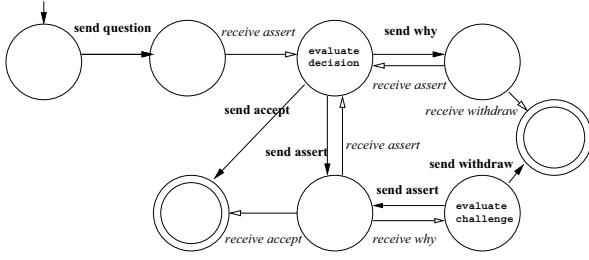 send question
receive assert
evaluate
decision
send why
receive assert
receive withdraw
send accept
send assert
receive assert
send withdraw
send assert
evaluate
challenge
receive accept
receive why